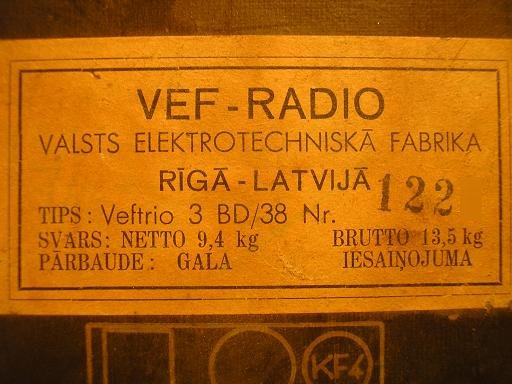 VEF - RADIO
VALSTS ELEKTROTECHNISKĀ FABRIKA
RĪGĀ - LATVIJĀ
TIPS: Veftrio 3 BD/38 Nr. 122
SVARS: NETTO 9,4 kg BRUTTO 13,5 kg
PĀRBAUDE: GALA IESAIŅOJUMA
KF4